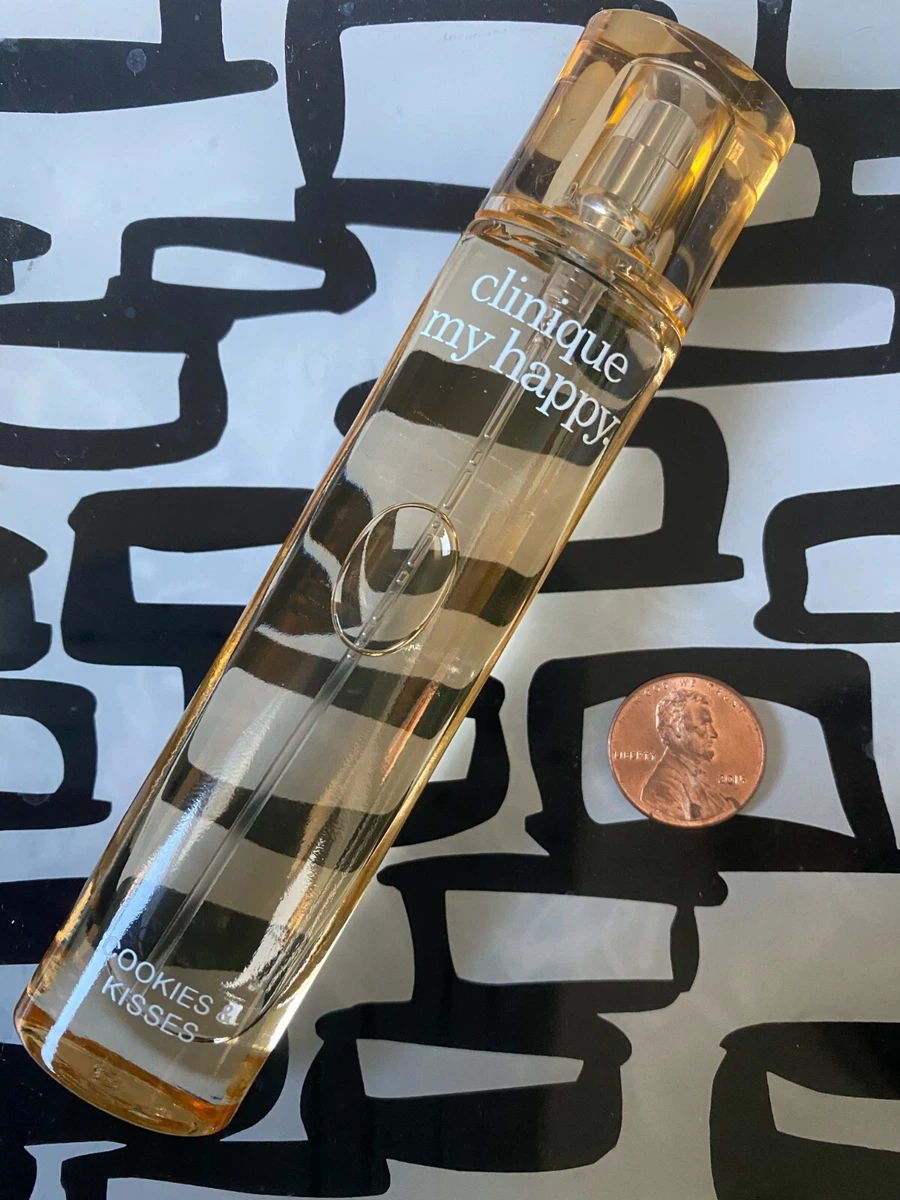 clinique
my happy.
COOKIES &
KISSES
LIBERTY